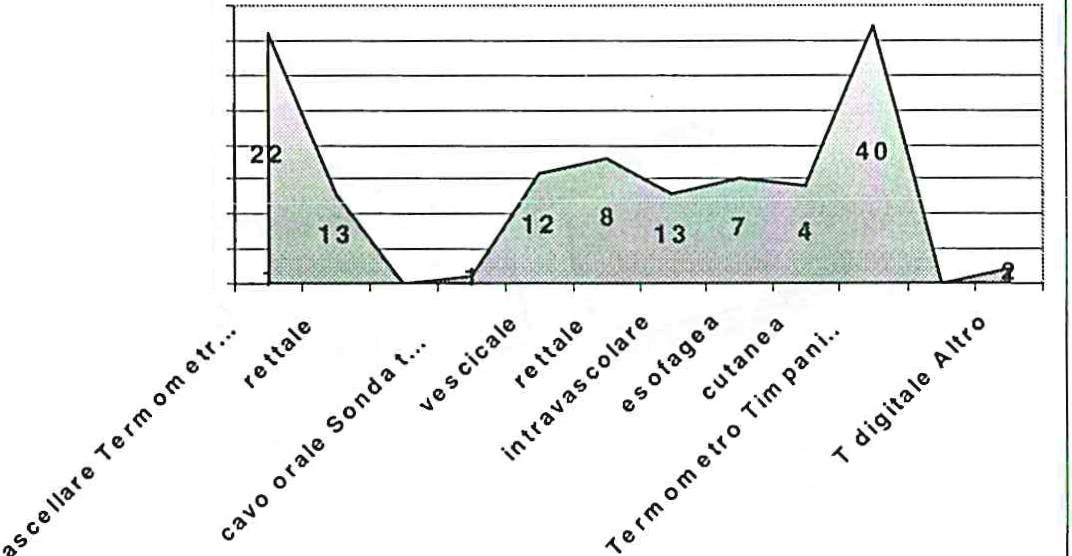 22
13
1
12
8
13
7
4
40
2
ascellare Termometr...
rettale
cavo orale Sonda t...
vescicale
rettale
intravascolare
esofagea
cutanea
Termometro Timpani..
T digitale Altro